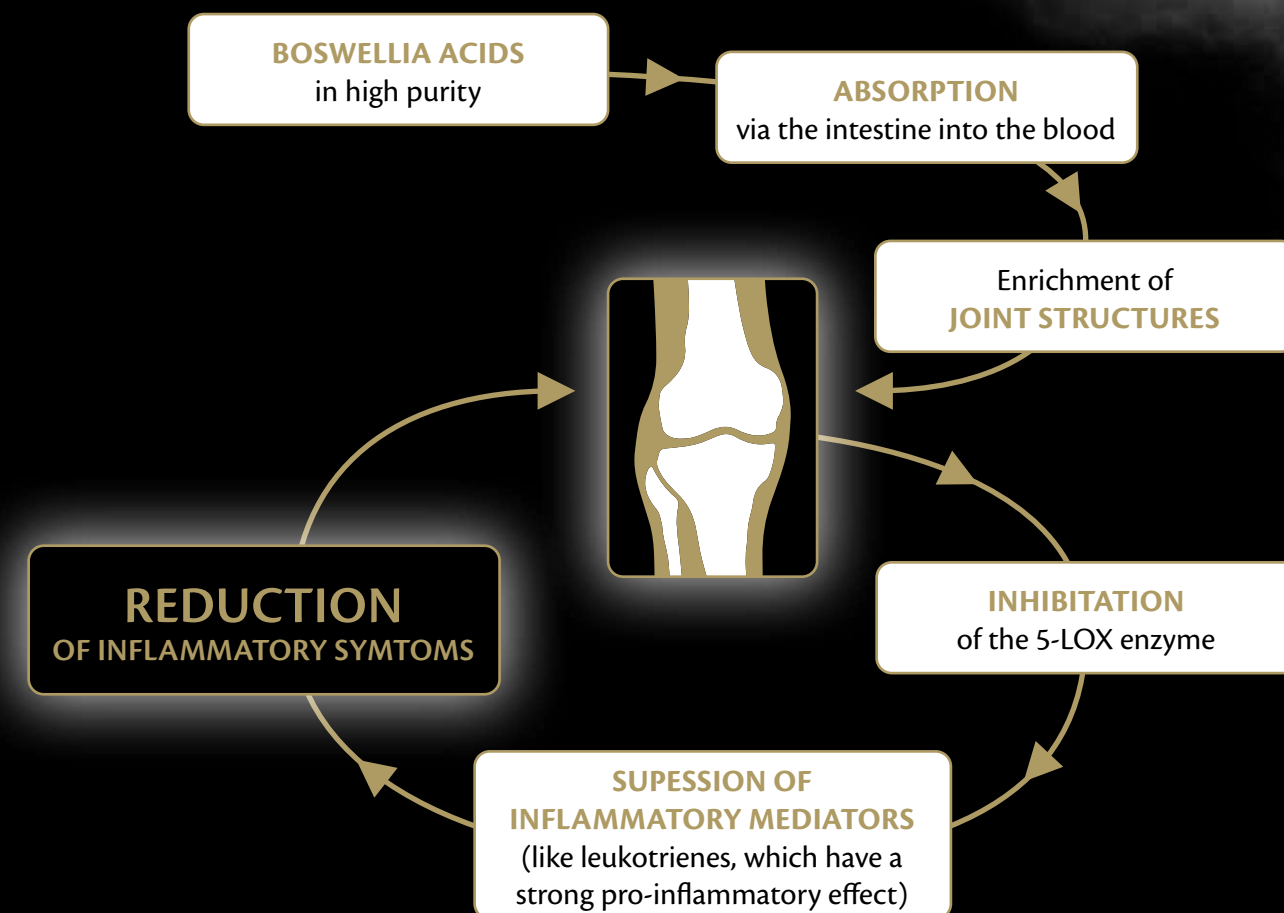 BOSWELLIA ACIDS
in high purity
ABSORPTION
via the intestine into the blood
Enrichment of
JOINT STRUCTURES
INHIBITATION
of the 5-LOX enzyme
SUPESSION OF
INFLAMMATORY MEDIATORS
(like leukotrienes, which have a
strong pro-inflammatory effect)
REDUCTION
OF INFLAMMATORY SYMTOMS